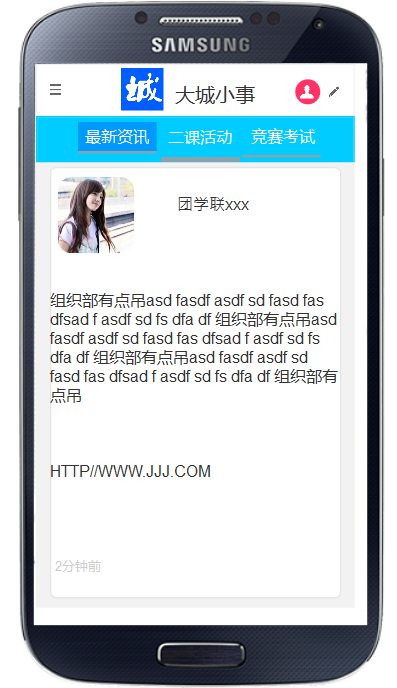 SAMSUNG
城 大城小事
最新资讯 二课活动 竞赛考试
团学联xxx
组织部有点吊asd fasdf asdf sd fasd fas
dfsad f asdf sd fs dfa df 组织部有点吊asd
fasdf asdf sd fasd fas dfsad f asdf sd fs
dfa df 组织部有点吊asd fasdf asdf sd
fasd fas dfsad f asdf sd fs dfa df 组织部有
点吊
HTTP//WWW.JJJ.COM
2分钟前